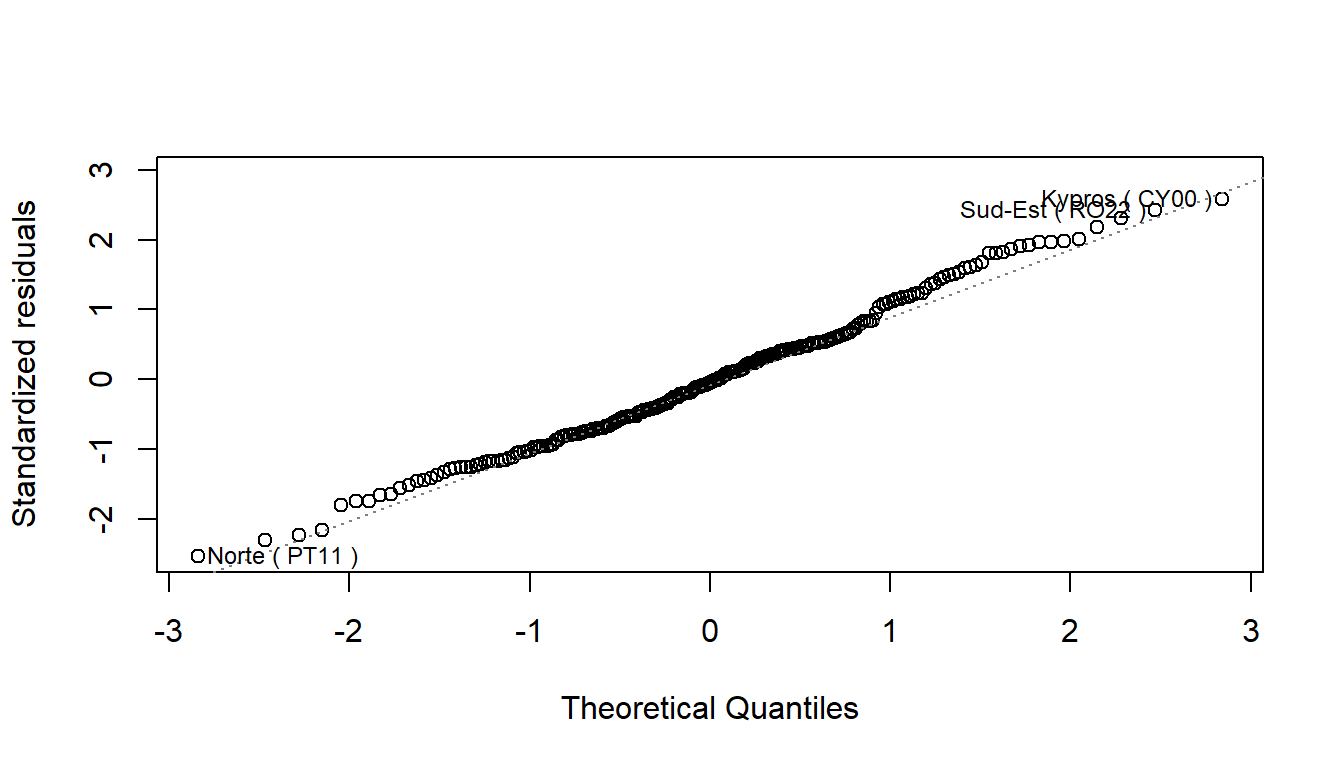 Standardized residuals
3
2
1
0
-1
-2
Kypros ( CY00 )
Sud-Est ( RO22 )
Norte ( PT11 )
-3 -2 -1 0 1 2 3
Theoretical Quantiles